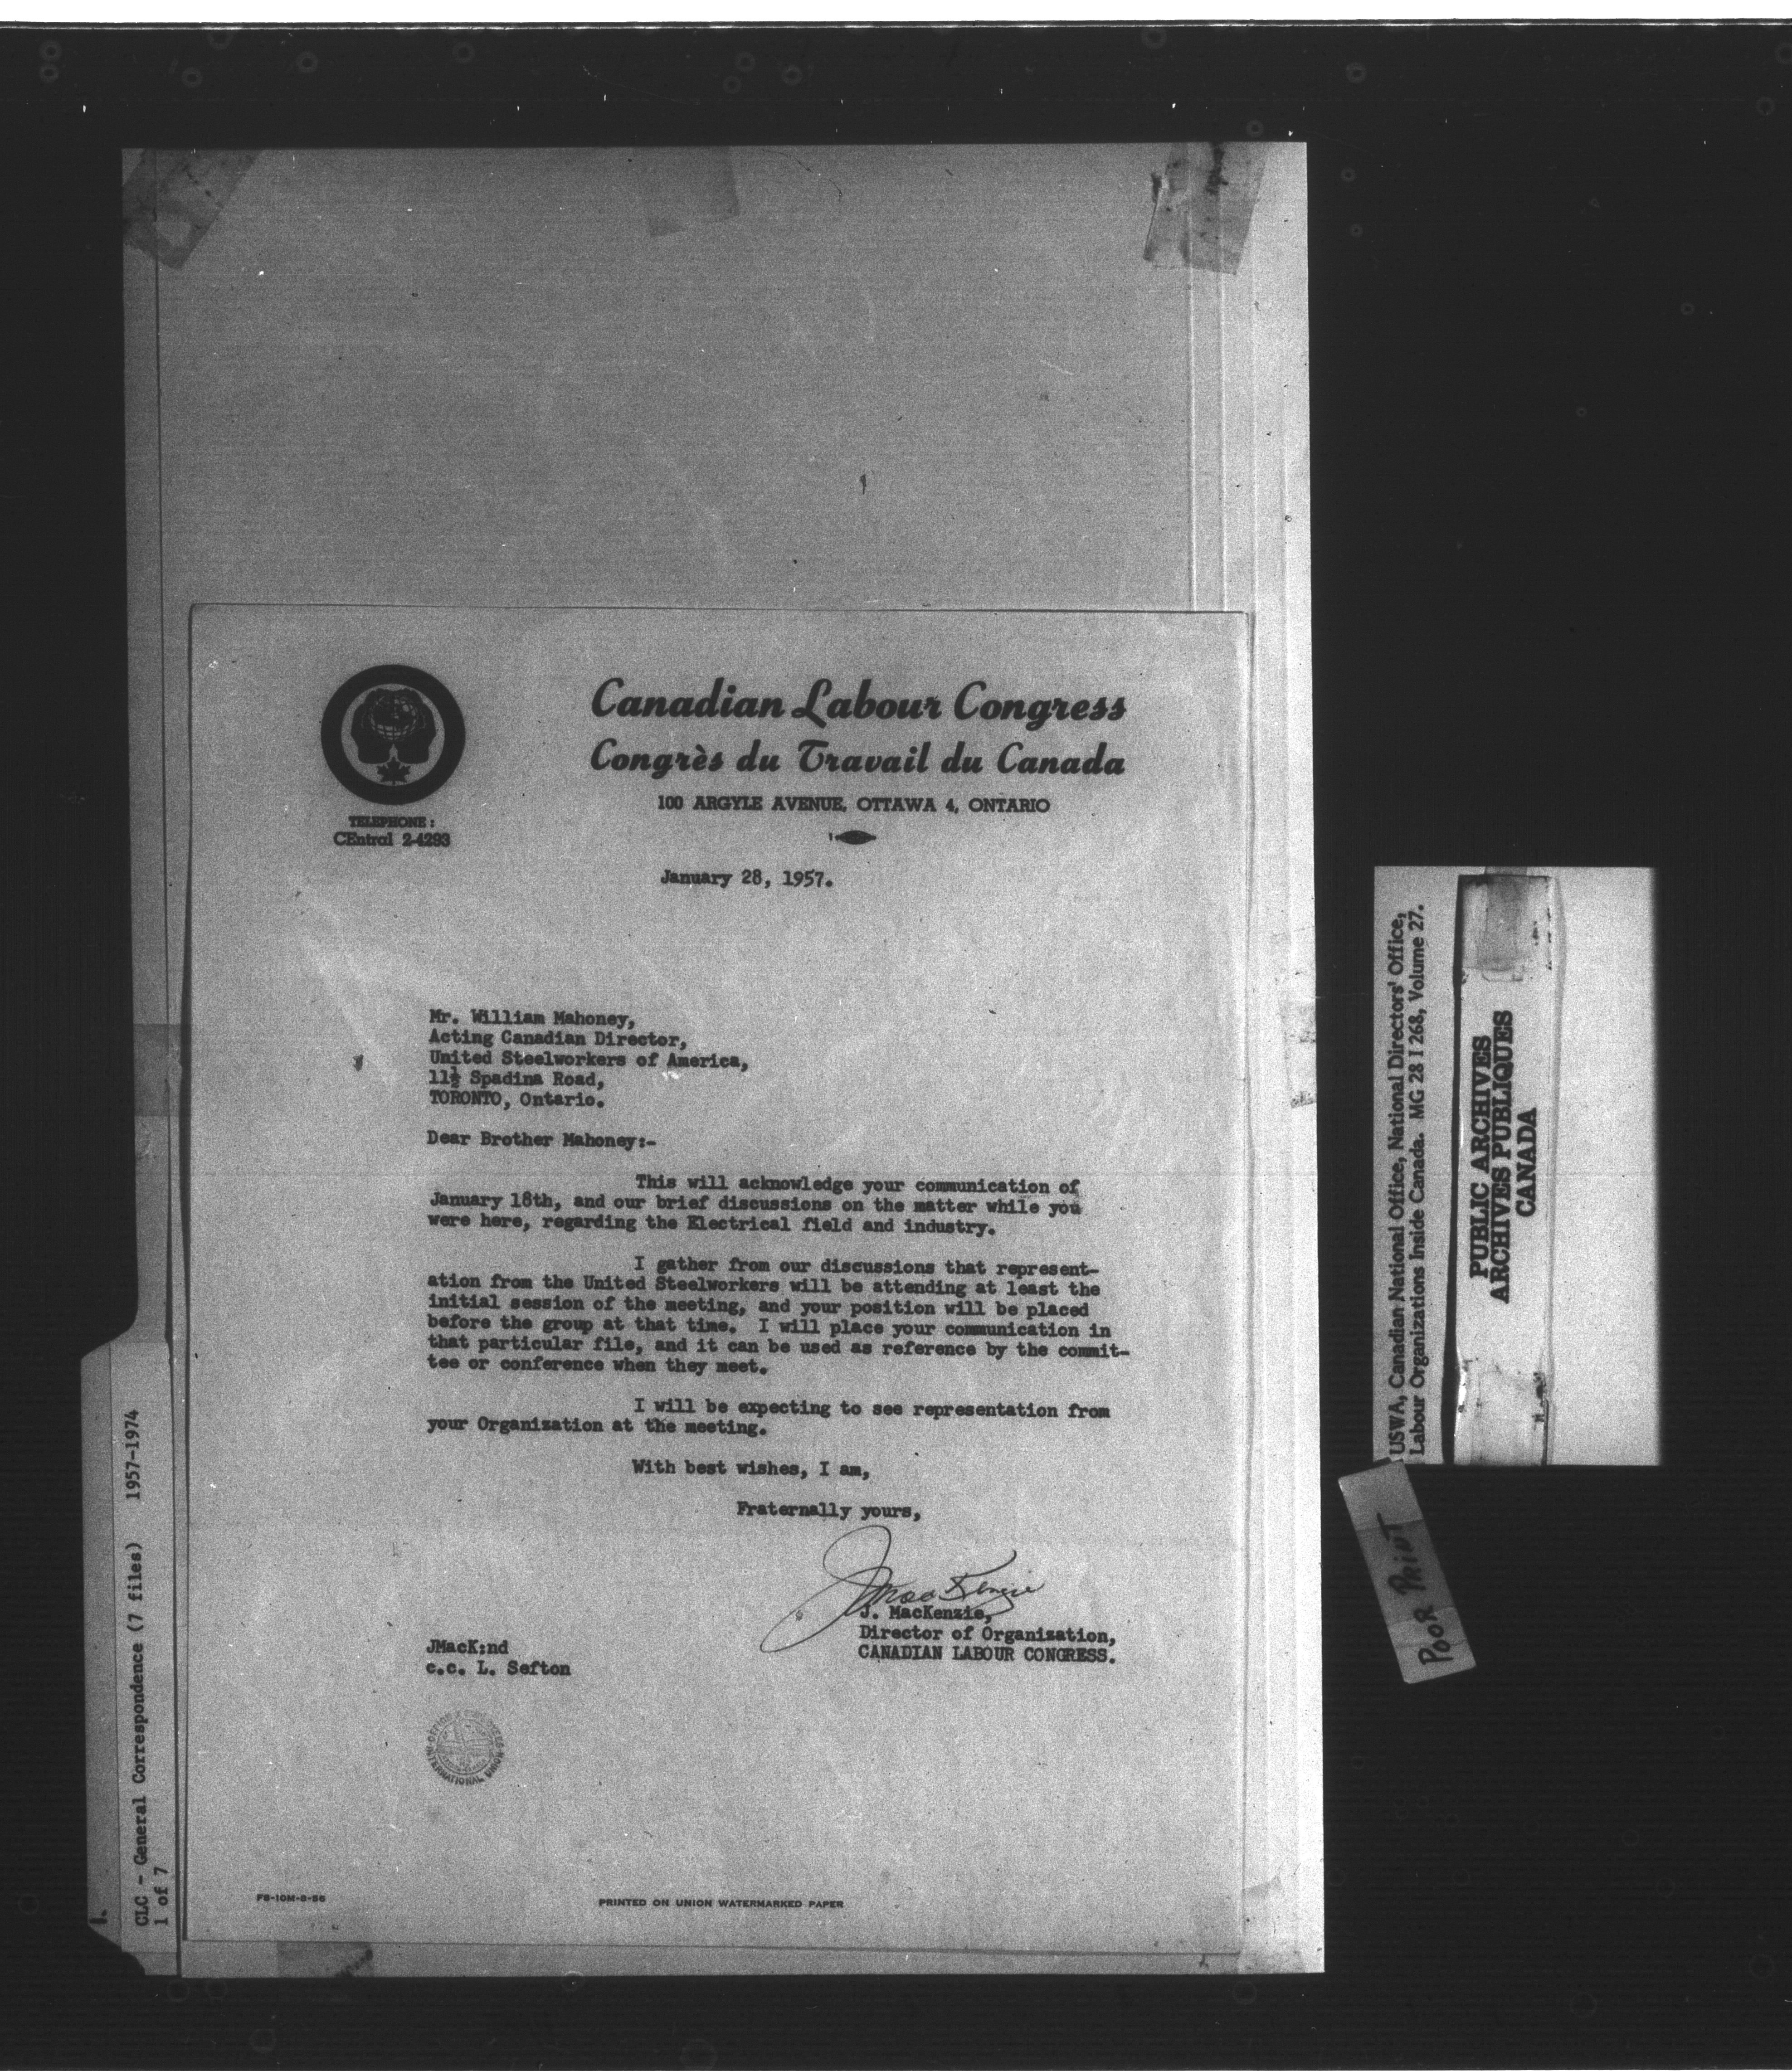 Canadian Labour Congress
Congrès du Travail du Canada
100 ARGYLE AVENUE, OTTAWA 4, ONTARIO
TELEPHONE:
CEntral 2-4293
January 28, 1957.
Mr. William Mahoney,
Acting Canadian Director,
United Steelworkers of America,
11½ Spadina Road,
TORONTO, Ontario.
Dear Brother Mahoney:-
This will acknowledge your communication of
January 18th, and our brief discussions on the matter while you
were here, regarding the Electrical field and industry.
I gather from our discussions that represent-
ation from the United Steelworkers will be attending at least the
initial session of the meeting, and your position will be placed
before the group at that time. I will place your communication in
that particular file, and it can be used as reference by the commit-
tee or conference when they meet.
I will be expecting to see representation from
your Organization at the meeting.
With best wishes, I am,
Fraternally yours,
J MacKenzie
J. MacKenzie,
Director of Organization,
CANADIAN LABOUR CONGRESS.
JMacK:nd
c.c. L. Sefton
INTERNATIONAL UNION
F8-10M-8-56
PRINTED ON UNION WATERMARKED PAPER
1.
CLC - General Correspondence (7 files) 1957-1974
1 of 7
USWA, Canadian National Office, National Directors' Office,
Labour Organizations Inside Canada. MG 28 I 268, Volume 27.
PUBLIC ARCHIVES
ARCHIVES PUBLIQUES
CANADA
POOR PRINT